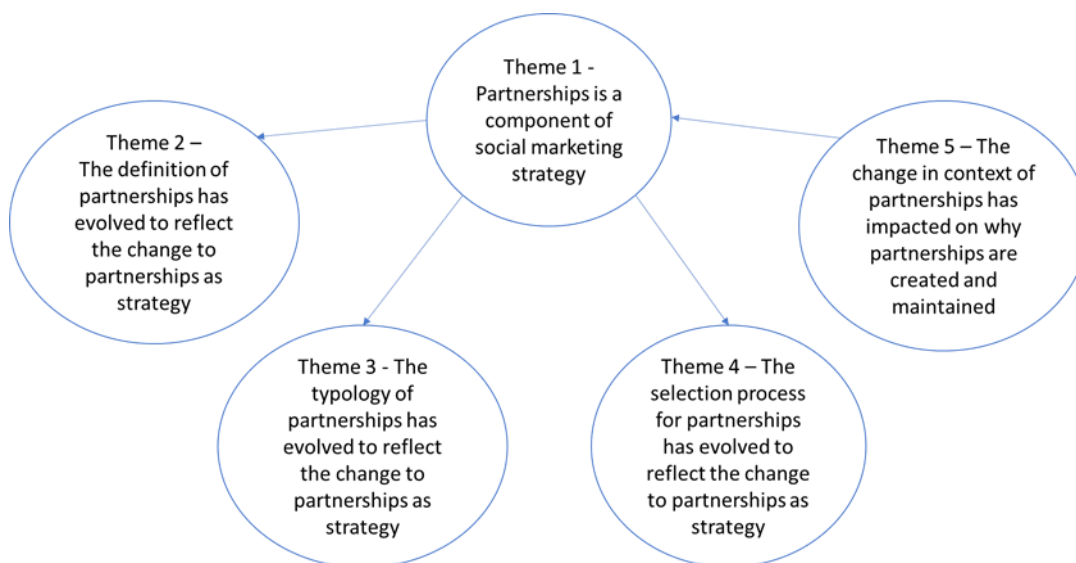 Theme 1 -
Partnerships is a
component of
social marketing
strategy
Theme 2 –
The definition of
partnerships has
evolved to reflect
the change to
partnerships as
strategy
Theme 5 – The
change in context of
partnerships has
impacted on why
partnerships are
created and
maintained
Theme 3 - The
typology of
partnerships has
evolved to reflect
the change to
partnerships as
strategy
Theme 4 – The
selection process
for partnerships
has evolved to
reflect the change
to partnerships as
strategy